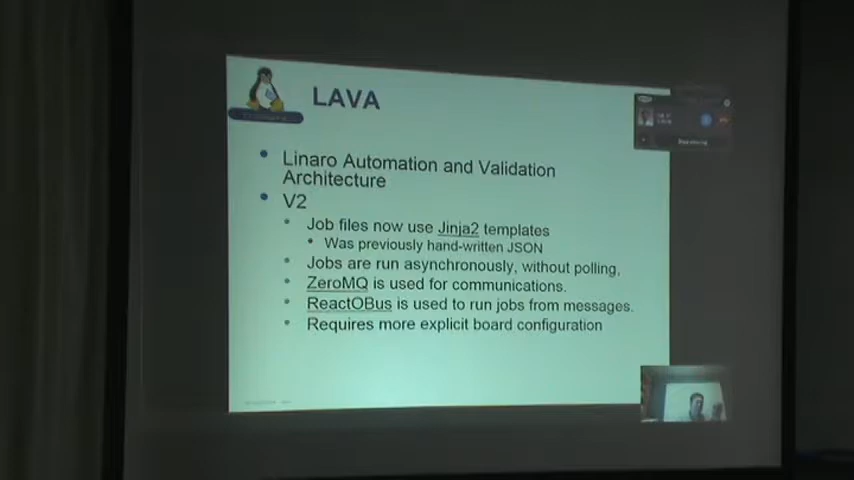 LAVA
Linaro Automation and Validation
Architecture
V2
Job files now use Jinja2 templates
Was previously hand-written JSON
Jobs are run asynchronously, without polling,
ZeroMQ is used for communications.
ReactOBus is used to run jobs from messages.
Requires more explicit board configuration